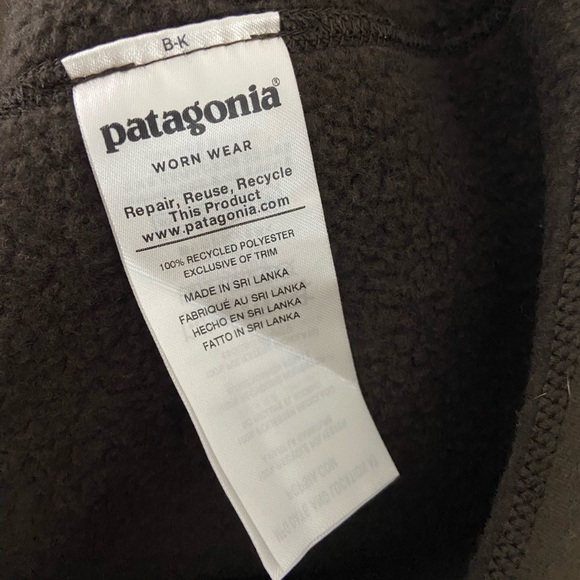 B-K
patagonia®
WORN WEAR
Repair, Reuse, Recycle
This Product
www.patagonia.com
100% RECYCLED POLYESTER
EXCLUSIVE OF TRIM
MADE IN SRI LANKA
FABRIQUÉ AU SRI LANKA
HECHO EN SRI LANKA
FATTO IN SRI LANKA